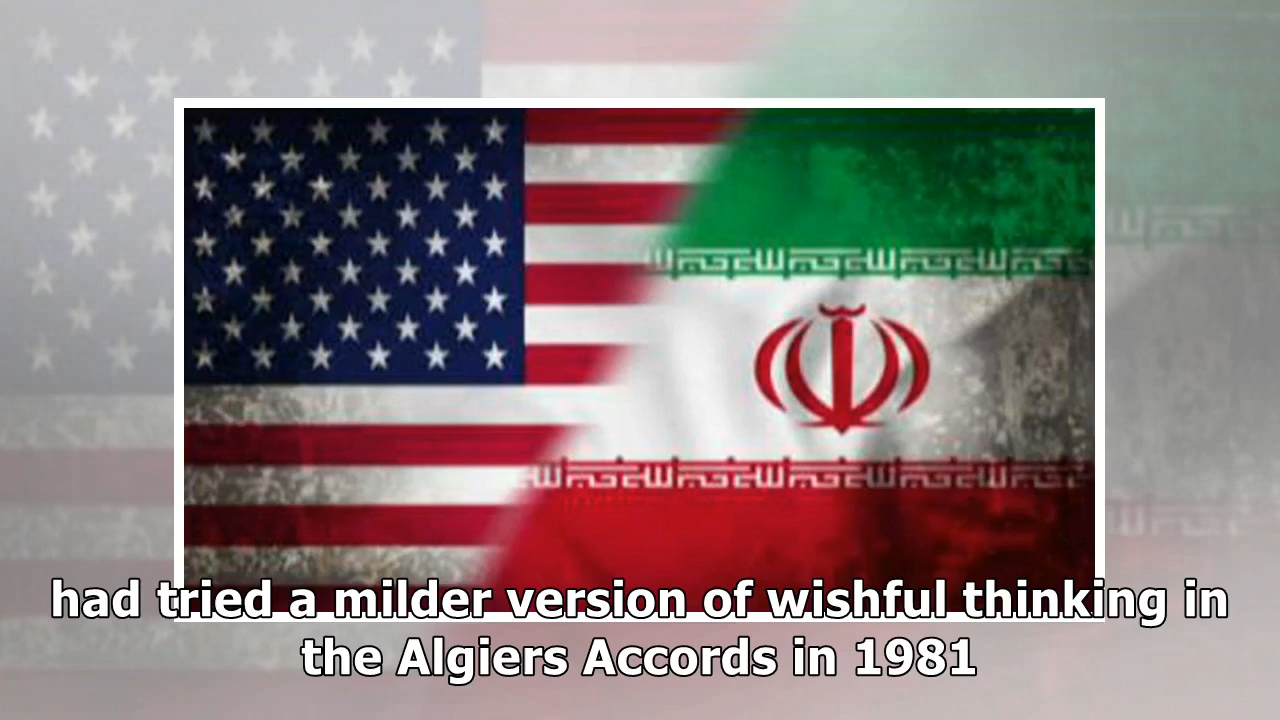 had tried a milder version of wishful thinking in
the Algiers Accords in 1981